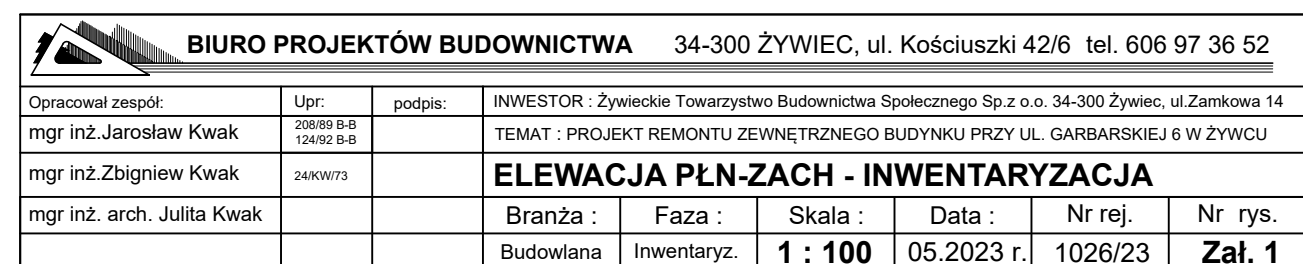 BIURO PROJEKTÓW BUDOWNICTWA 34-300 ŻYWIEC, ul. Kościuszki 42/6 tel. 606 97 36 52
Opracował zespół: Upr: podpis: INWESTOR : Żywieckie Towarzystwo Budownictwa Społecznego Sp.z o.o. 34-300 Żywiec, ul.Zamkowa 14
mgr inż.Jarosław Kwak 208/89 B-B
124/92 B-B
TEMAT : PROJEKT REMONTU ZEWNĘTRZNEGO BUDYNKU PRZY UL. GARBARSKIEJ 6 W ŻYWCU
mgr inż.Zbigniew Kwak 24/KW/73 ELEWACJA PŁN-ZACH - INWENTARYZACJA
mgr inż. arch. Julita Kwak Branża : Faza : Skala : Data : Nr rej. Nr rys.
Budowlana Inwentaryz. 1 : 100 05.2023 r. 1026/23 Zał. 1